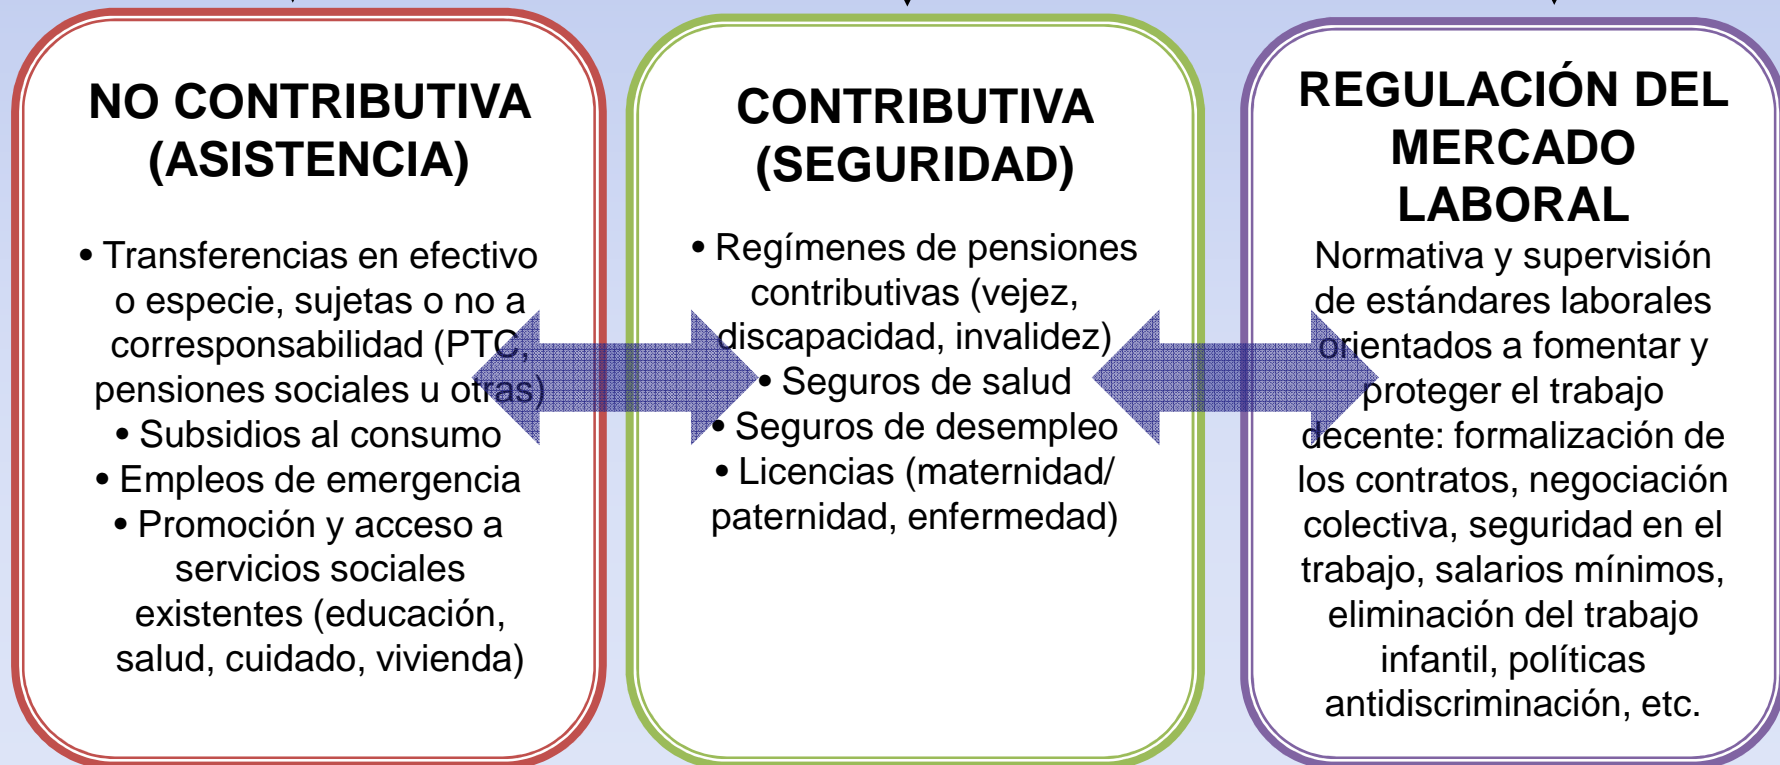 NO CONTRIBUTIVA
(ASISTENCIA)
• Transferencias en efectivo
o especie, sujetas o no a
corresponsabilidad (PTC,
pensiones sociales u otras)
• Subsidios al consumo
• Empleos de emergencia
• Promoción y acceso a
servicios sociales
existentes (educación,
salud, cuidado, vivienda)
CONTRIBUTIVA
(SEGURIDAD)
• Regímenes de pensiones
contributivas (vejez,
discapacidad, invalidez)
• Seguros de salud
• Seguros de desempleo
• Licencias (maternidad/
paternidad, enfermedad)
REGULACIÓN DEL
MERCADO
LABORAL
Normativa y supervisión
de estándares laborales
orientados a fomentar y
proteger el trabajo
decente: formalización de
los contratos, negociación
colectiva, seguridad en el
trabajo, salarios mínimos,
eliminación del trabajo
infantil, políticas
antidiscriminación, etc.